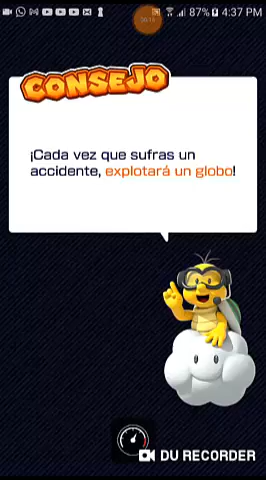 87% 4:37 PM
CONSEJO
¡Cada vez que sufras un
accidente, explotará un globo!
DU RECORDER